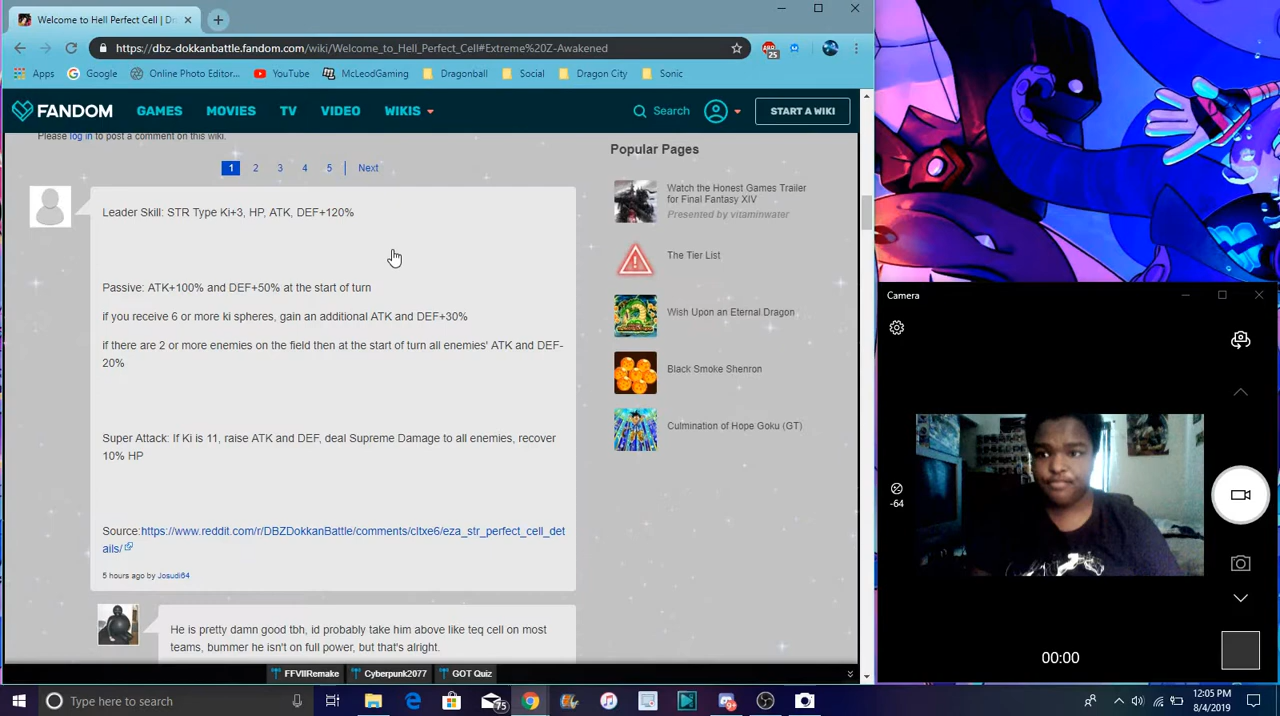 Welcome to Hell Perfect Cell | D
https://dbz-dokkanbattle.fandom.com/wiki/Welcome_to_Hell_Perfect_Cell#Extreme%20Z-Awakened
25
Apps
Google
Online Photo Editor...
YouTube
McLeodGaming
Dragonball
Social
Dragon City
Sonic
FANDOM
GAMES
MOVIES
TV
VIDEO
WIKIS
Search
START A WIKI
Please log in to post a comment on this wiki.
1 2 3 4 5 Next
Leader Skill: STR Type Ki+3, HP, ATK, DEF+120%
Passive: ATK+100% and DEF+50% at the start of turn
if you receive 6 or more ki spheres, gain an additional ATK and DEF+30%
if there are 2 or more enemies on the field then at the start of turn all enemies' ATK and DEF-
20%
Super Attack: If Ki is 11, raise ATK and DEF, deal Supreme Damage to all enemies, recover
10% HP
Source:https://www.reddit.com/r/DBZDokkanBattle/comments/cltxe6/eza_str_perfect_cell_det
ails/
5 hours ago by Josudi64
He is pretty damn good tbh, id probably take him above like teq cell on most
teams, bummer he isn't on full power, but that's alright.
Popular Pages
Watch the Honest Games Trailer
for Final Fantasy XIV
Presented by vitaminwater
The Tier List
Wish Upon an Eternal Dragon
Black Smoke Shenron
Culmination of Hope Goku (GT)
FFVIIRemake
Cyberpunk2077
GOT Quiz
Camera
-64
00:00
Type here to search
75
12:05 PM
8/4/2019